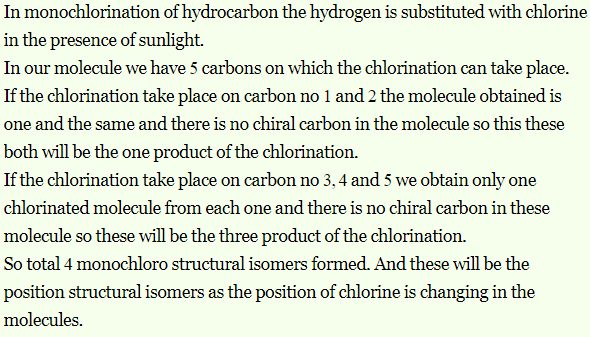 In monochlorination of hydrocarbon the hydrogen is substituted with chlorine
in the presence of sunlight.
In our molecule we have 5 carbons on which the chlorination can take place.
If the chlorination take place on carbon no 1 and 2 the molecule obtained is
one and the same and there is no chiral carbon in the molecule so this these
both will be the one product of the chlorination.
If the chlorination take place on carbon no 3, 4 and 5 we obtain only one
chlorinated molecule from each one and there is no chiral carbon in these
molecule so these will be the three product of the chlorination.
So total 4 monochloro structural isomers formed. And these will be the
position structural isomers as the position of chlorine is changing in the
molecules.